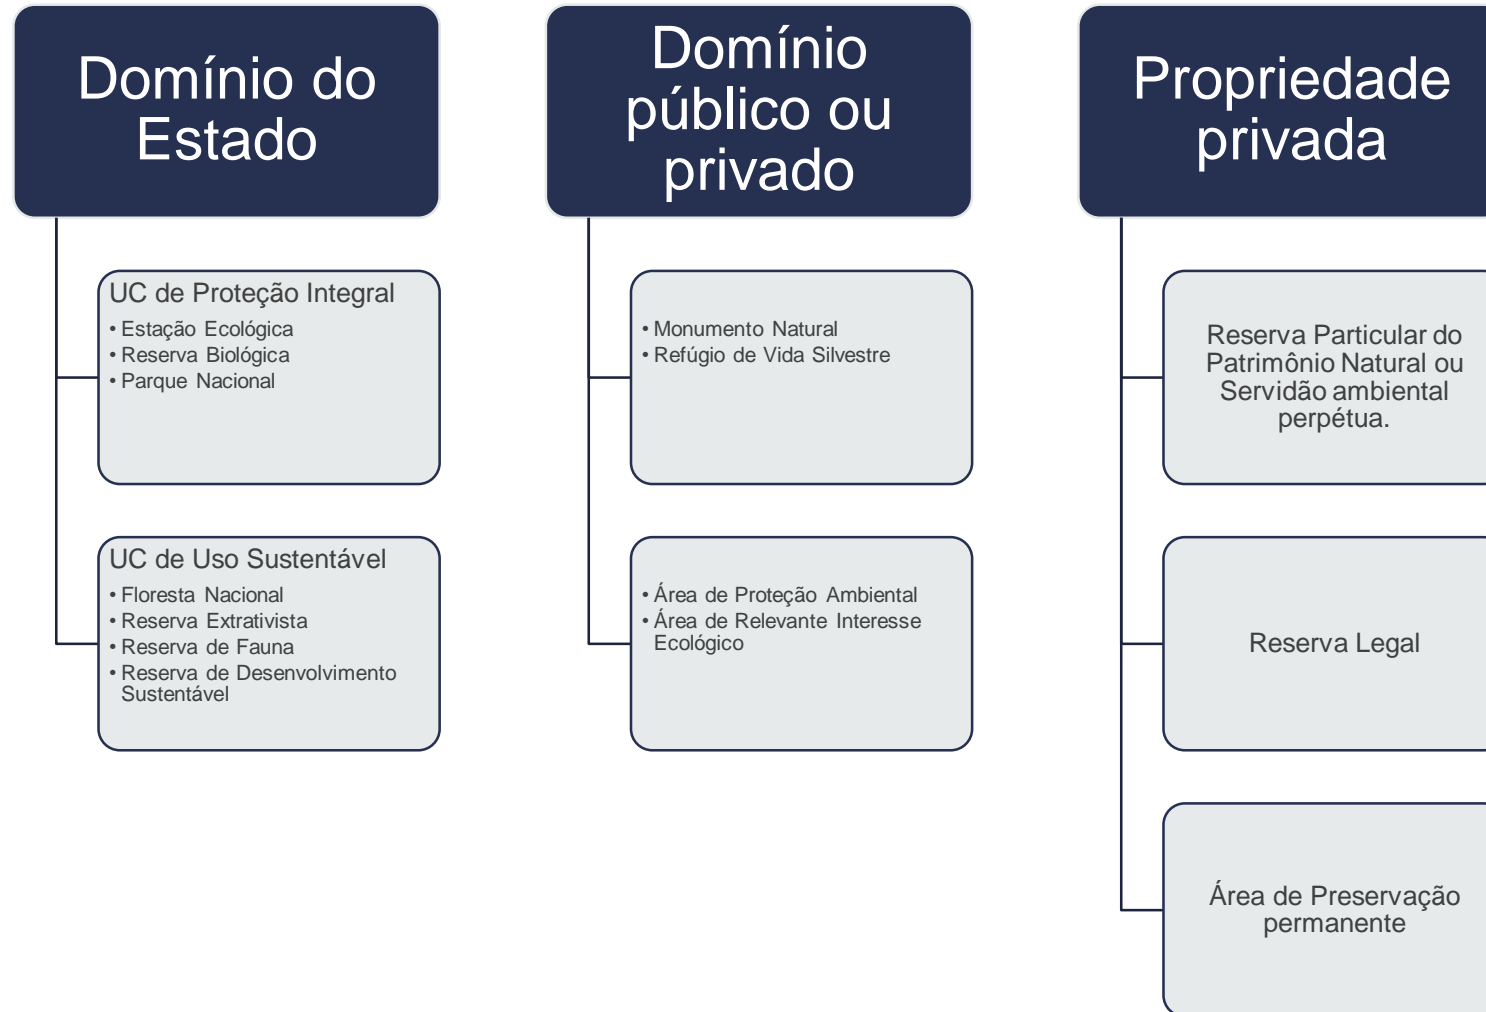 Domínio do
Estado
UC de Proteção Integral
• Estação Ecológica
• Reserva Biológica
• Parque Nacional
UC de Uso Sustentável
• Floresta Nacional
• Reserva Extrativista
• Reserva de Fauna
• Reserva de Desenvolvimento
Sustentável
Domínio
público ou
privado
• Monumento Natural
• Refúgio de Vida Silvestre
• Área de Proteção Ambiental
• Área de Relevante Interesse
Ecológico
Propriedade
privada
Reserva Particular do
Patrimônio Natural ou
Servidão ambiental
perpétua.
Reserva Legal
Área de Preservação
permanente